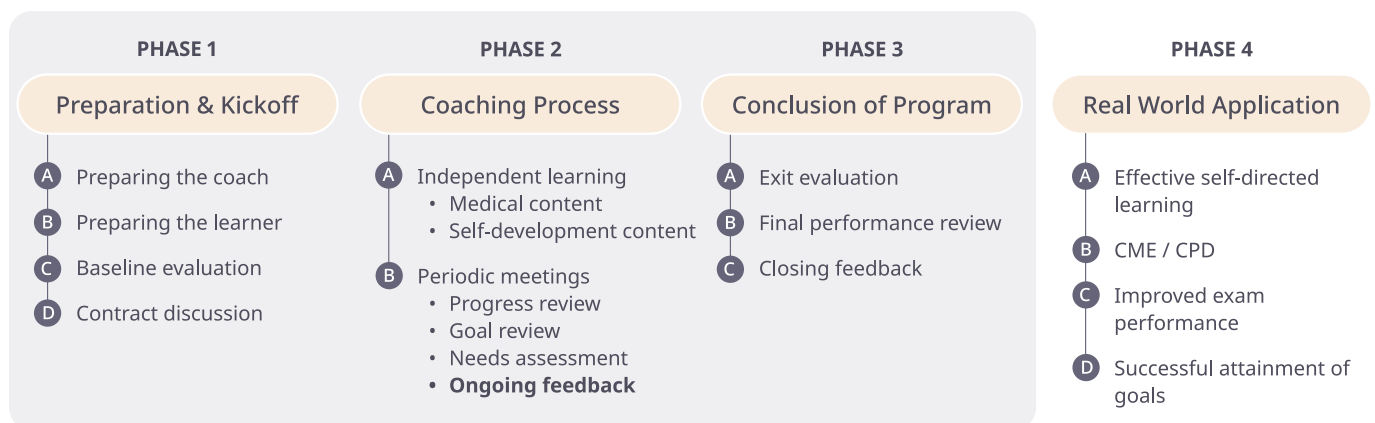 PHASE 1
Preparation & Kickoff
A Preparing the coach
B Preparing the learner
C Baseline evaluation
D Contract discussion
PHASE 2
Coaching Process
A Independent learning
• Medical content
• Self-development content
B Periodic meetings
• Progress review
• Goal review
• Needs assessment
• Ongoing feedback
PHASE 3
Conclusion of Program
A Exit evaluation
B Final performance review
C Closing feedback
PHASE 4
Real World Application
A Effective self-directed
learning
B CME / CPD
C Improved exam
performance
D Successful attainment of
goals